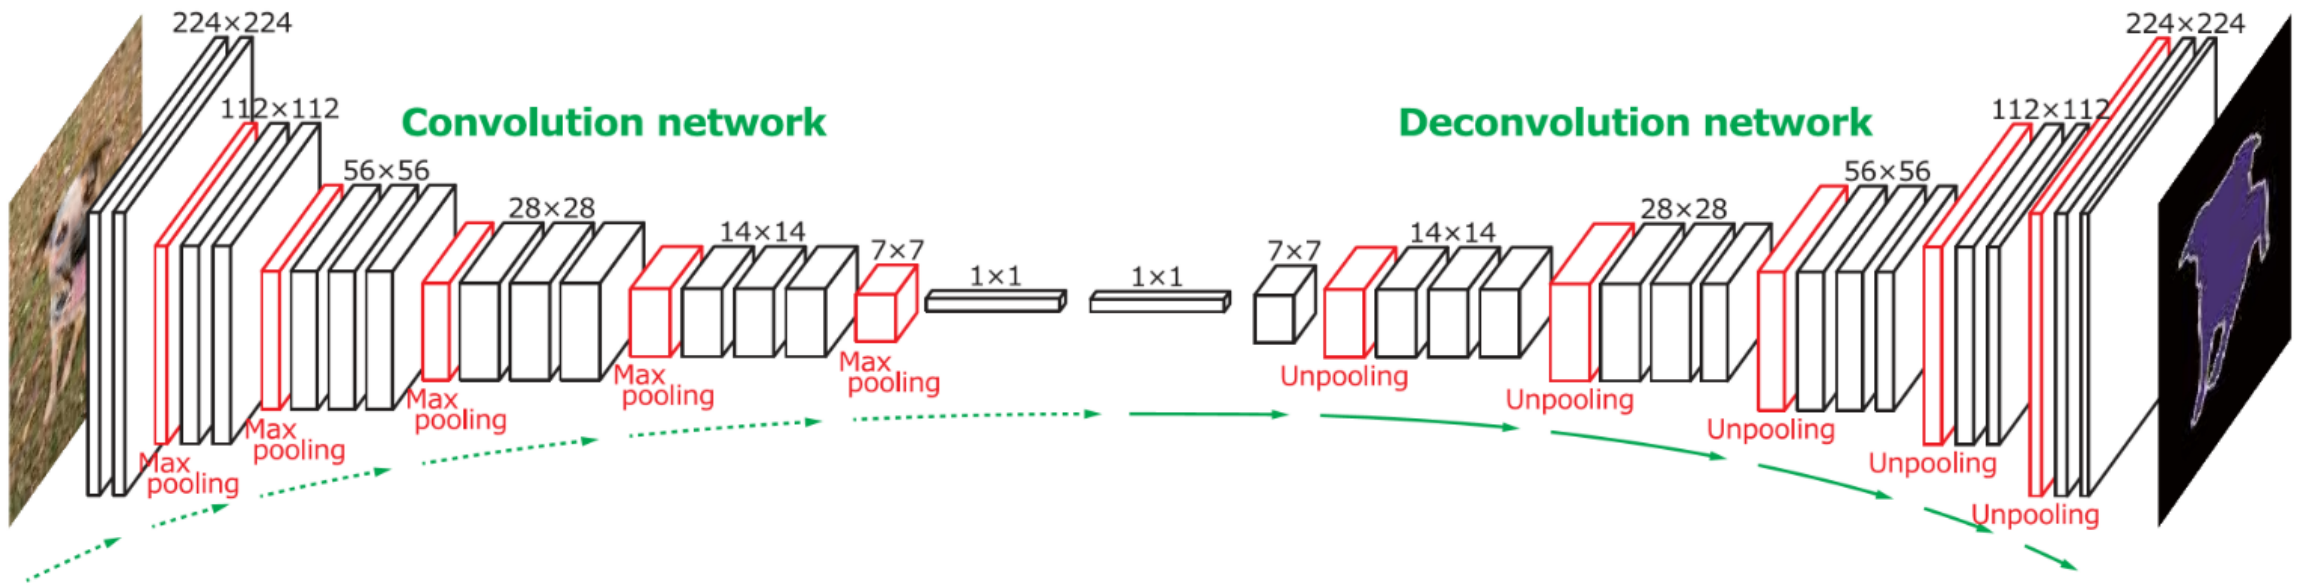 224×224
112×112
Convolution network
56×56
28×28
14×14
7×7
1×1
1×1
Max
pooling
Max
pooling
Max
pooling
Max
pooling
Max
pooling
224×224
112×112
Deconvolution network
56×56
28×28
14×14
7×7
Unpooling
Unpooling
Unpooling
Unpooling
Unpooling